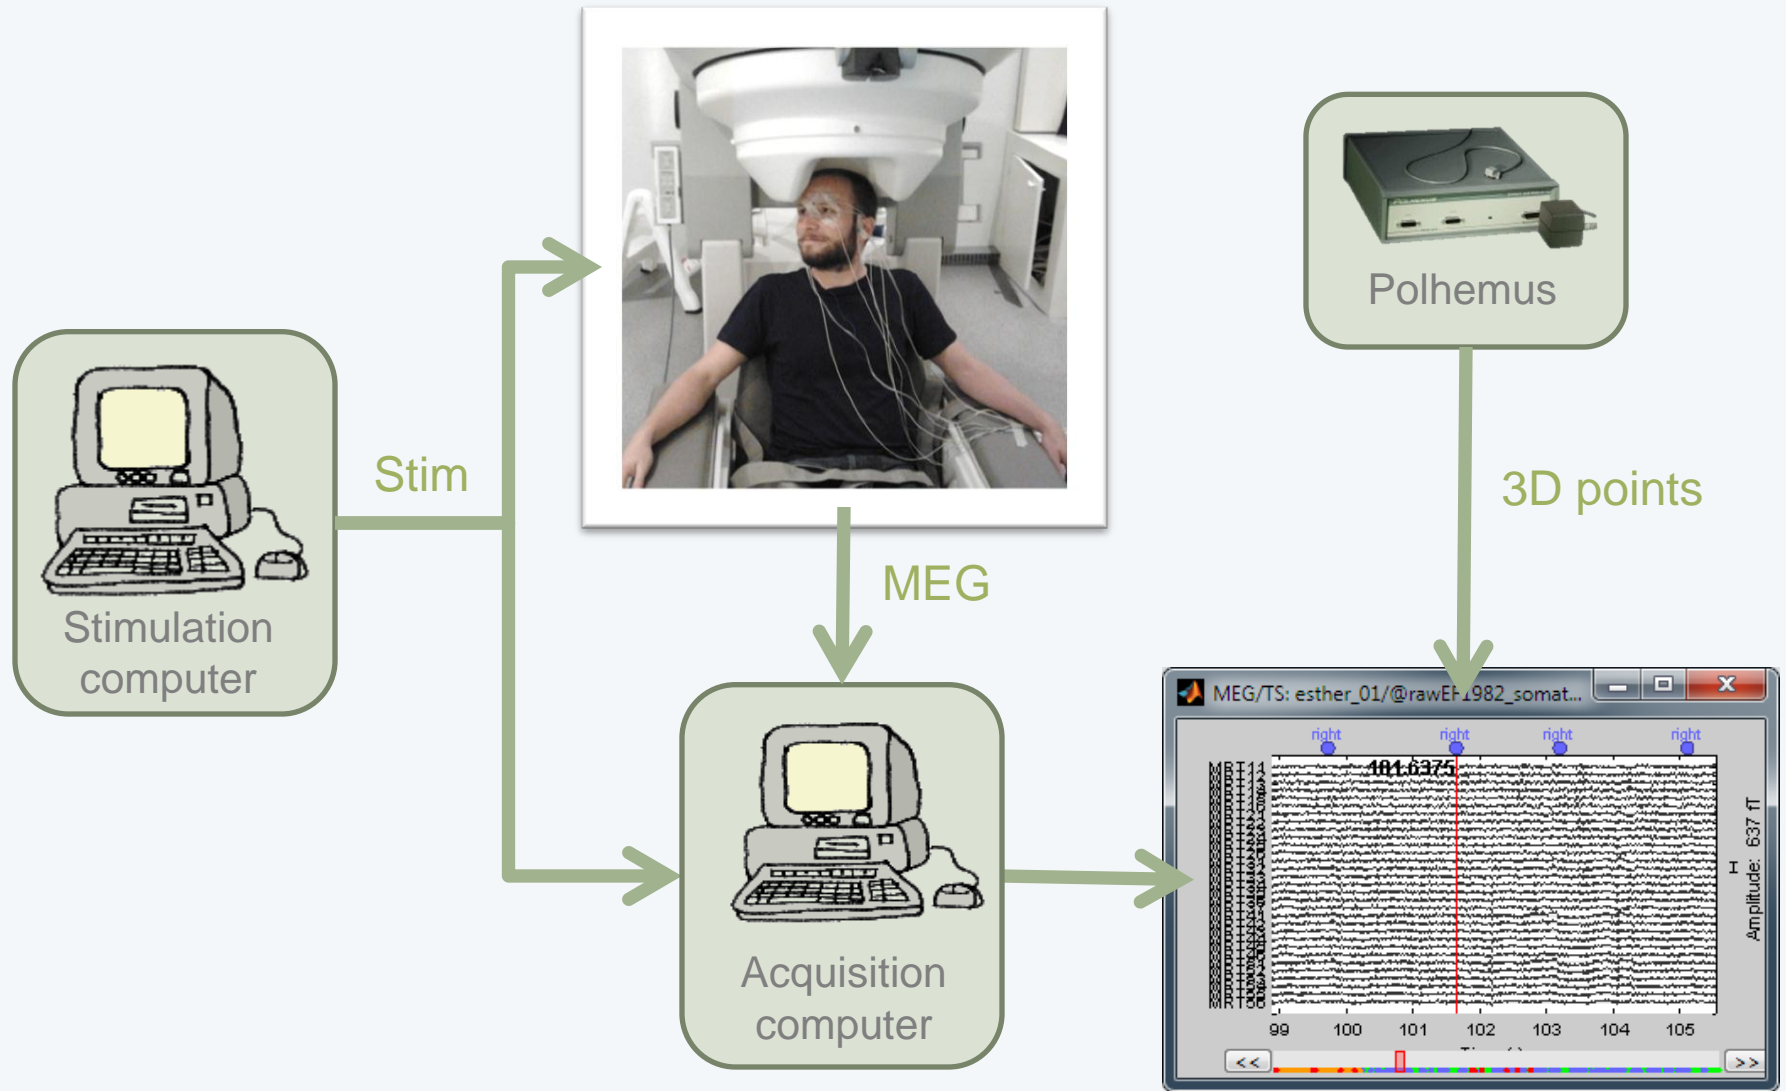 Polhemus
Stim
3D points
MEG
Stimulation
computer
MEG/TS: esther_01/@rawEF1982_somat...
right right right right
101.6375
MRT11
Amplitude: 637 fT
Acquisition
computer
99 100 101 102 103 104 105
<< >>